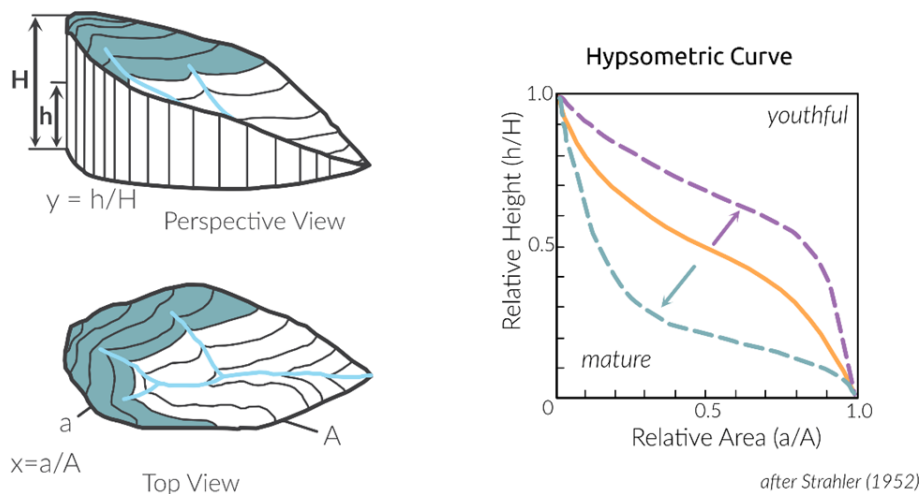 H
h
y = h/H
Perspective View
a
A
x=a/A
Top View
Hypsometric Curve
1.0
youthful
Relative Height (h/H)
0.5
mature
0
0.5
1.0
Relative Area (a/A)
after Strahler (1952)